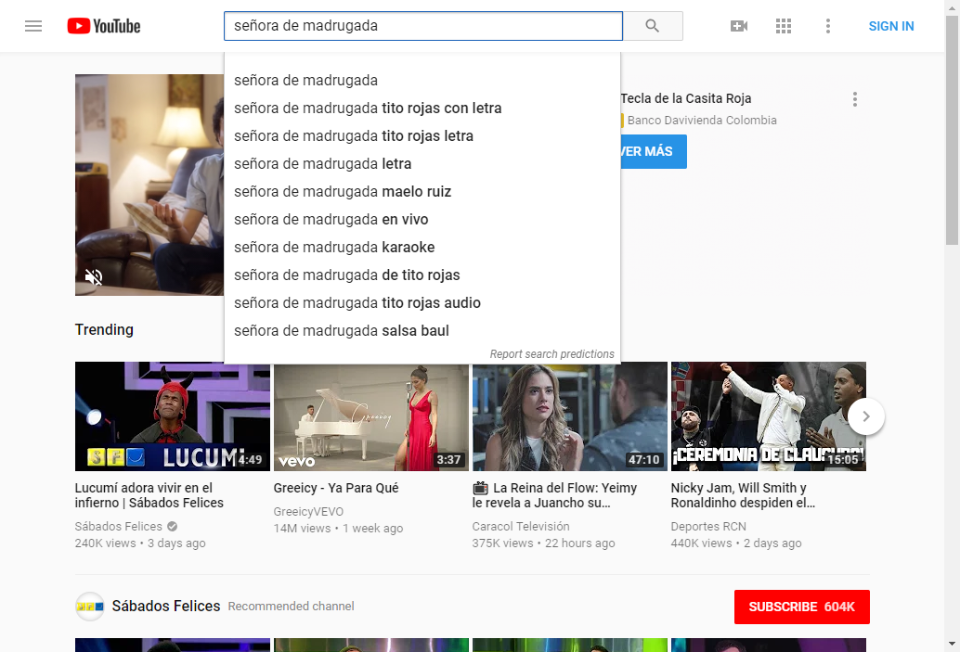 YouTube
señora de madrugada
SIGN IN
señora de madrugada
señora de madrugada tito rojas con letra
señora de madrugada tito rojas letra
señora de madrugada letra
señora de madrugada maelo ruiz
señora de madrugada en vivo
señora de madrugada karaoke
señora de madrugada de tito rojas
señora de madrugada tito rojas audio
señora de madrugada salsa baul
Report search predictions
Tecla de la Casita Roja
Banco Davivienda Colombia
VER MÁS
Trending
SFC LUCUMÍ 4:49
vevo Greeicy 3:37
47:10
¡CEREMONIA DE CLAUSURA! 15:05
Lucumí adora vivir en el
infierno | Sábados Felices
Sábados Felices
240K views • 3 days ago
Greeicy - Ya Para Qué
GreeicyVEVO
14M views • 1 week ago
La Reina del Flow: Yeimy
le revela a Juancho su...
Caracol Televisión
375K views • 22 hours ago
Nicky Jam, Will Smith y
Ronaldinho despiden el...
Deportes RCN
440K views • 2 days ago
Sábados Felices Recommended channel
SUBSCRIBE 604K